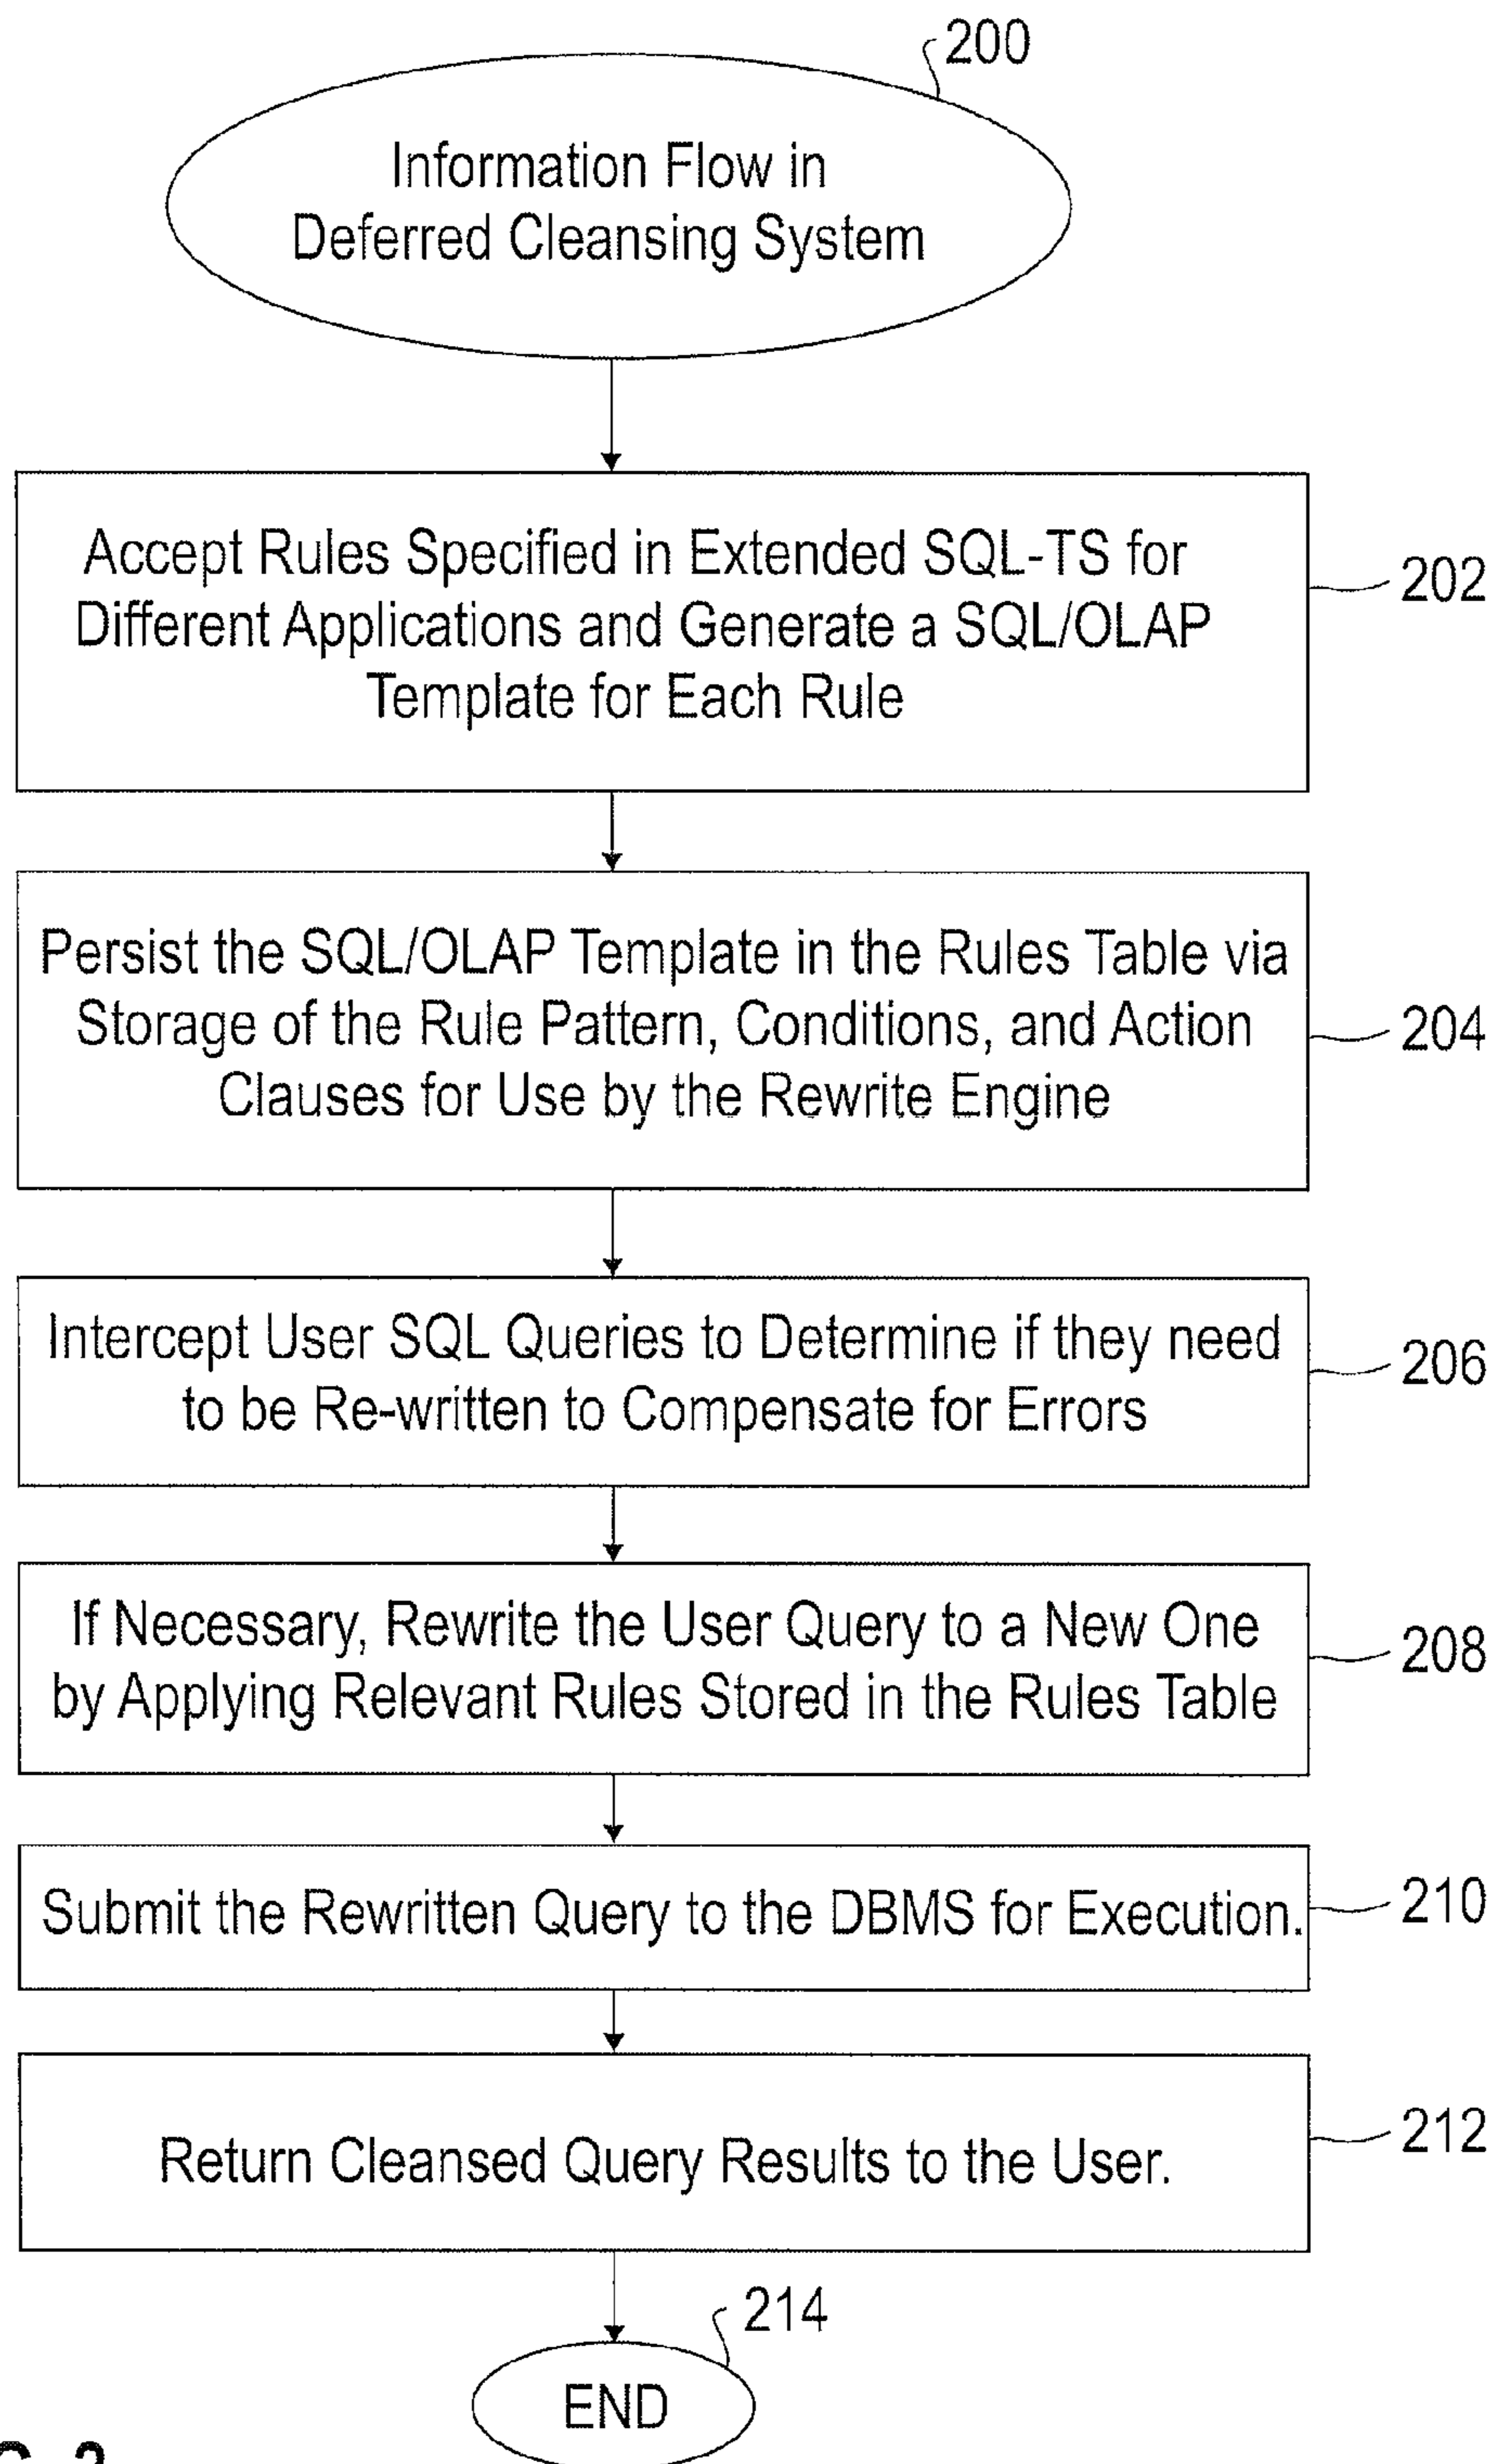 200
Information Flow in
Deferred Cleansing System
Accept Rules Specified in Extended SQL-TS for
Different Applications and Generate a SQL/OLAP
Template for Each Rule
202
Persist the SQL/OLAP Template in the Rules Table via
Storage of the Rule Pattern, Conditions, and Action
Clauses for Use by the Rewrite Engine
204
Intercept User SQL Queries to Determine if they need
to be Re-written to Compensate for Errors
206
If Necessary, Rewrite the User Query to a New One
by Applying Relevant Rules Stored in the Rules Table
208
Submit the Rewritten Query to the DBMS for Execution.
210
Return Cleansed Query Results to the User.
212
214
END